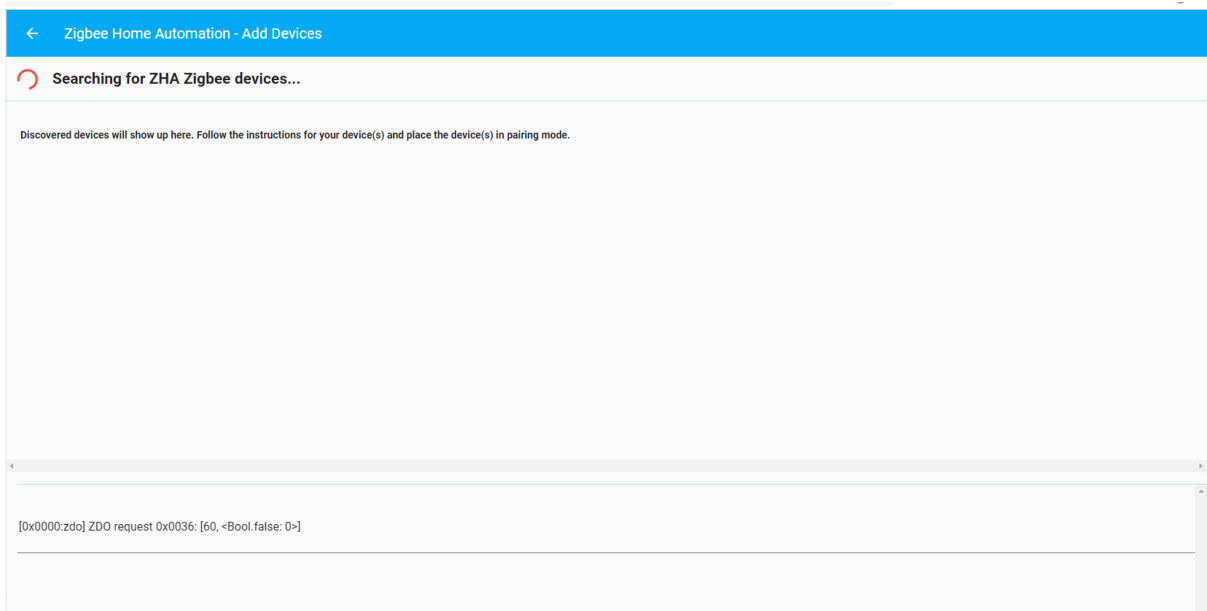 Zigbee Home Automation - Add Devices
Searching for ZHA Zigbee devices...
Discovered devices will show up here. Follow the instructions for your device(s) and place the device(s) in pairing mode.
[0x0000:zdo] ZDO request 0x0036: [60, <Bool.false: 0>]